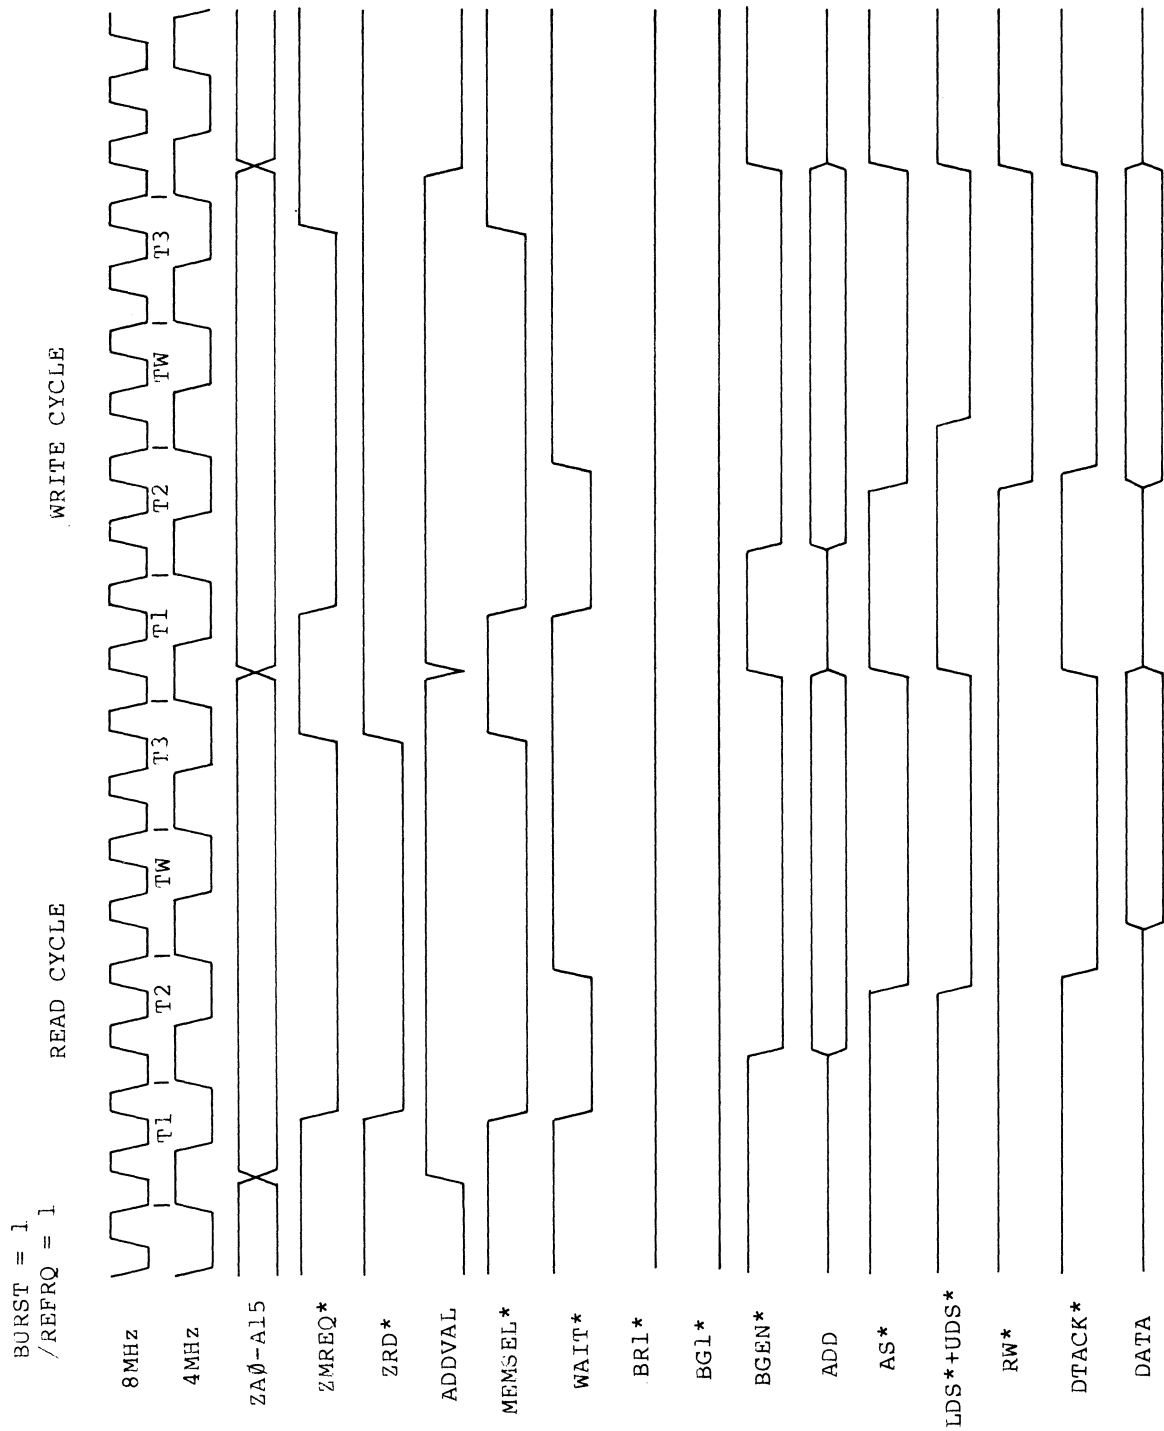 BURST = 1
/REFRQ = 1
READ CYCLE
WRITE CYCLE
8MHz
T1 T2 TW T3 T1 T2 TW T3
4MHz
ZAØ-A15
ZMREQ*
ZRD*
ADDVAL
MEMSEL*
WAIT*
BR1*
BG1*
BGEN*
ADD
AS*
LDS*+UDS*
RW*
DTACK*
DATA